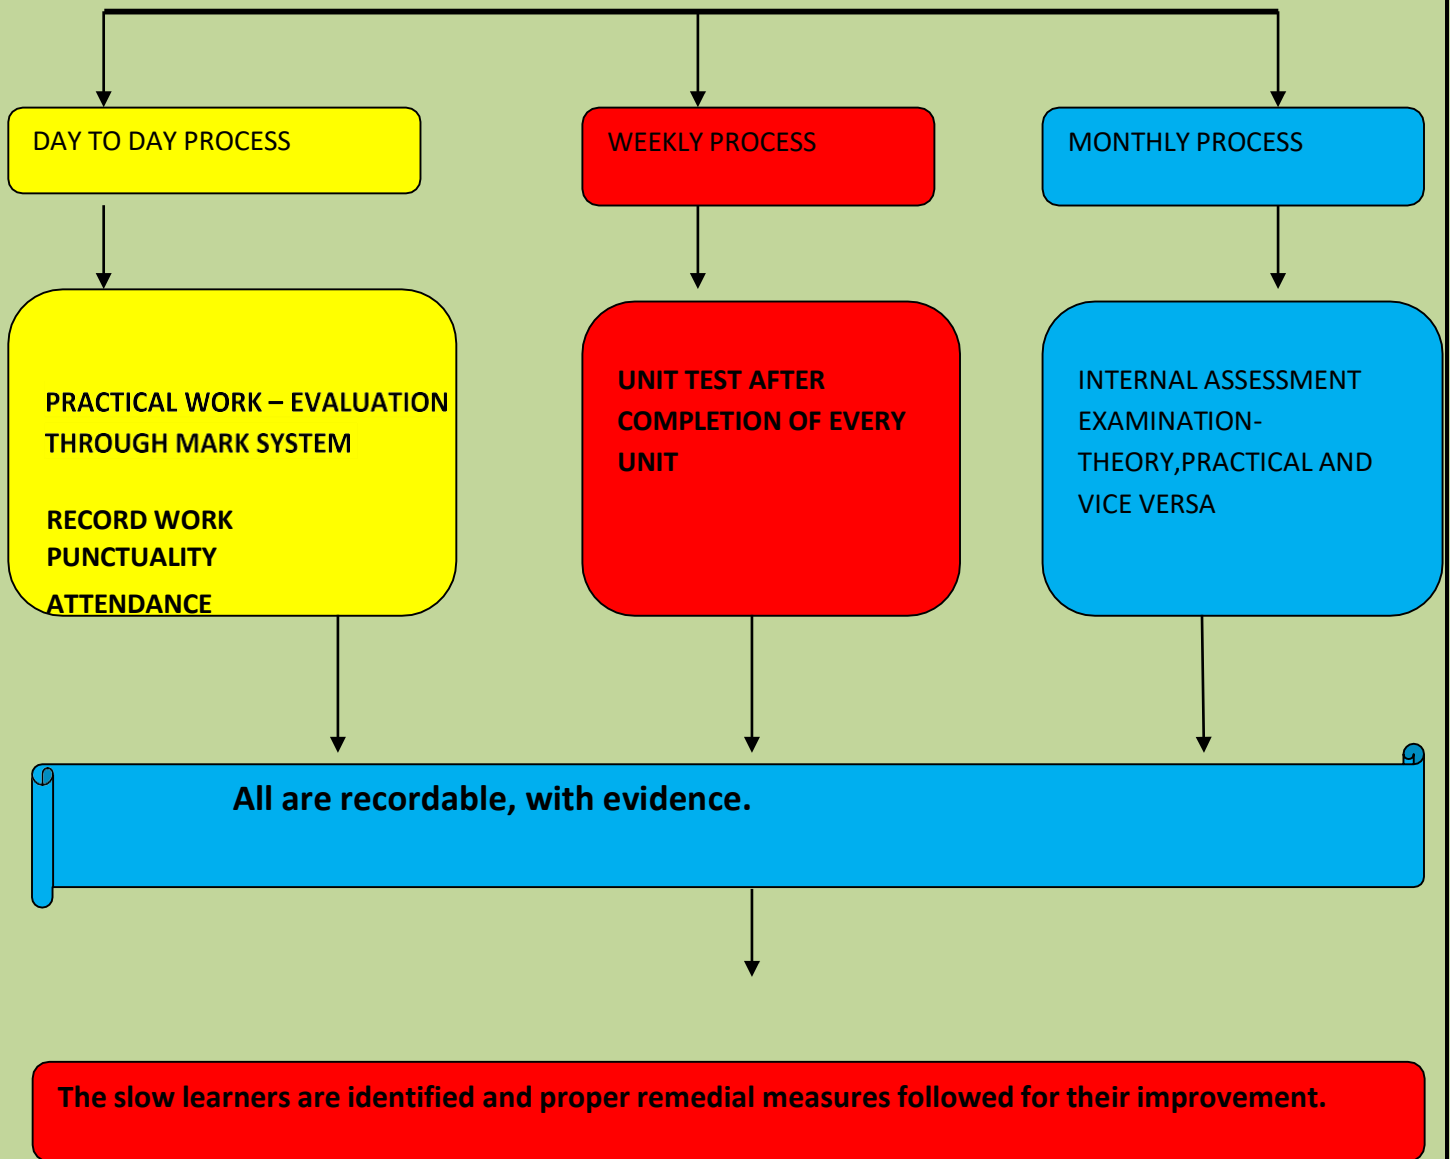 DAY TO DAY PROCESS
WEEKLY PROCESS
MONTHLY PROCESS
PRACTICAL WORK – EVALUATION
THROUGH MARK SYSTEM
RECORD WORK
PUNCTUALITY
ATTENDANCE
UNIT TEST AFTER
COMPLETION OF EVERY
UNIT
INTERNAL ASSESSMENT
EXAMINATION-
THEORY,PRACTICAL AND
VICE VERSA
All are recordable, with evidence.
The slow learners are identified and proper remedial measures followed for their improvement.